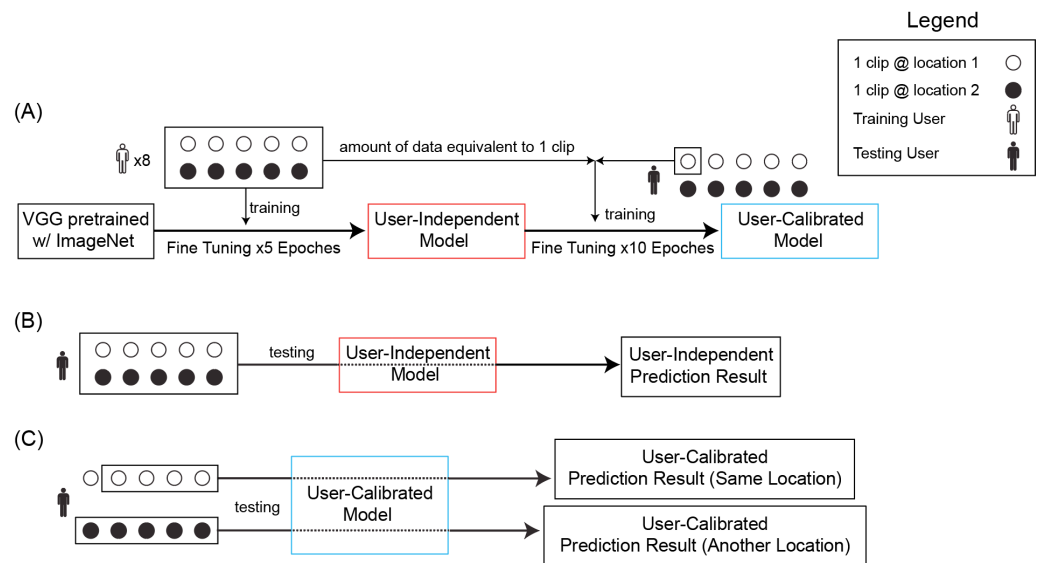 Legend
1 clip @ location 1
1 clip @ location 2
Training User
Testing User
(A)
x8
amount of data equivalent to 1 clip
training
training
VGG pretrained
w/ ImageNet
Fine Tuning x5 Epoches
User-Independent
Model
Fine Tuning x10 Epoches
User-Calibrated
Model
(B)
testing
User-Independent
Model
User-Independent
Prediction Result
(C)
testing
User-Calibrated
Model
User-Calibrated
Prediction Result (Same Location)
User-Calibrated
Prediction Result (Another Location)